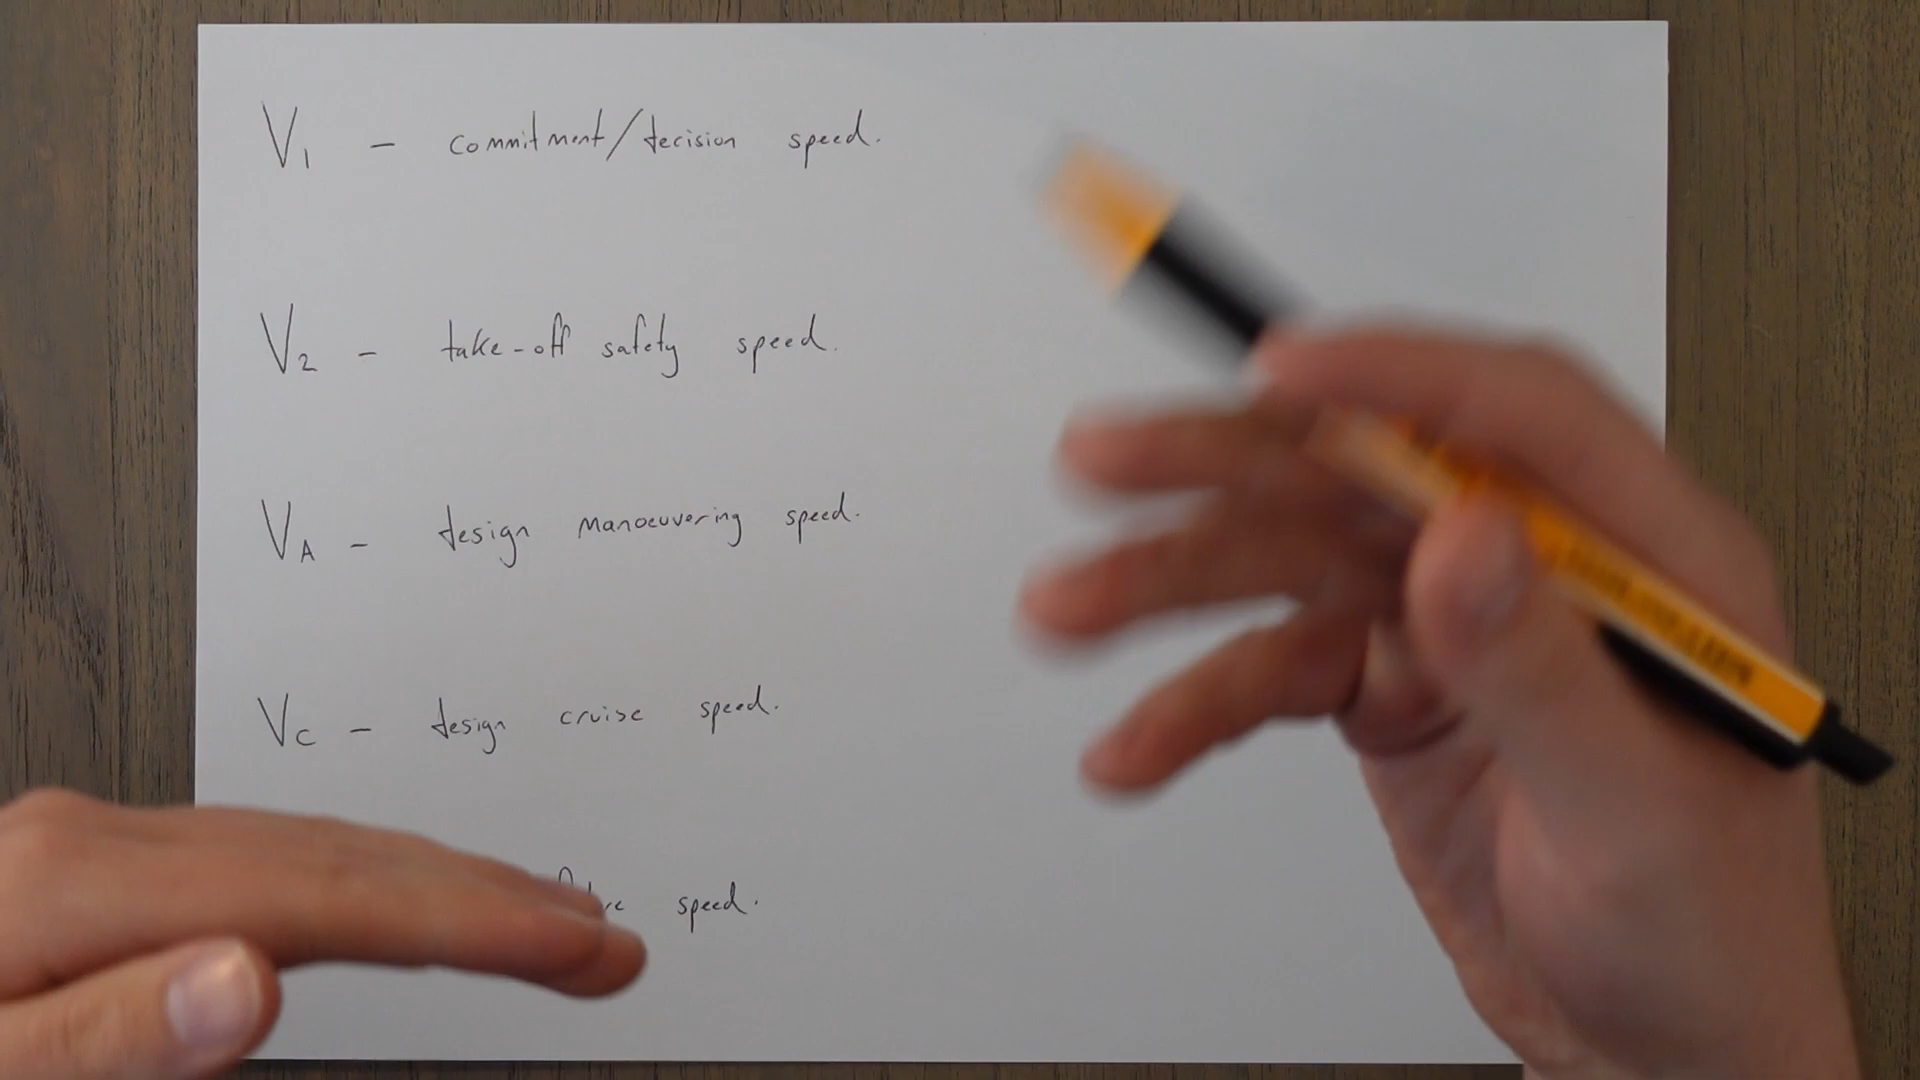 V1 - commitment/decision speed.
V2 - take-off safety speed.
VA - design manoeuvering speed.
VC - design cruise speed.
speed.